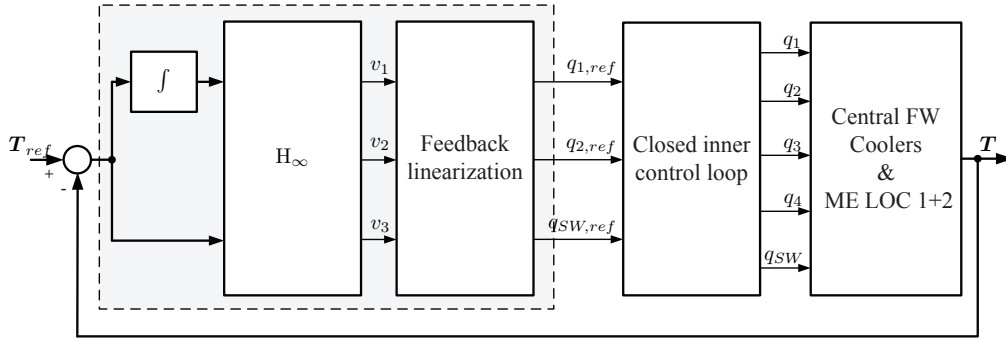 T_ref
+
-
∫
H∞
v1
v2
v3
Feedback
linearization
q1,ref
q2,ref
qSW,ref
Closed inner
control loop
q1
q2
q3
q4
qSW
Central FW
Coolers
&
ME LOC 1+2
T